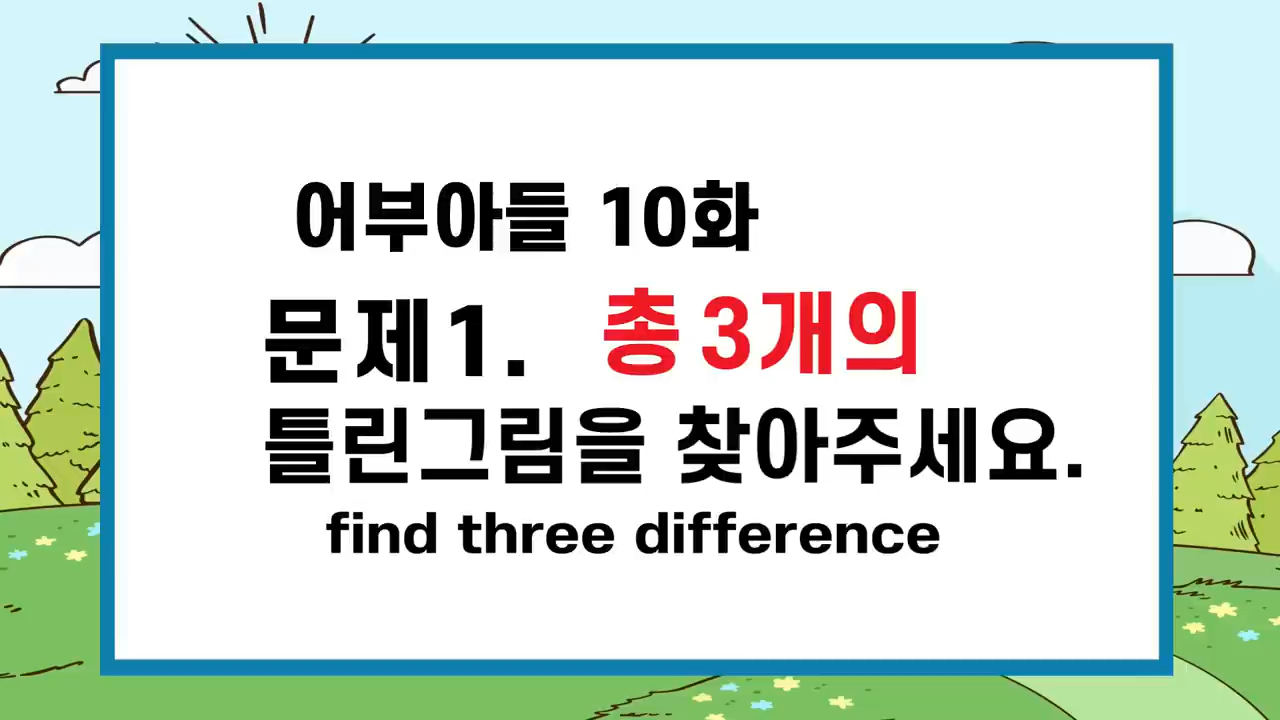 어부아들 10화
문제1. 총 3개의
틀린그림을 찾아주세요.
find three difference